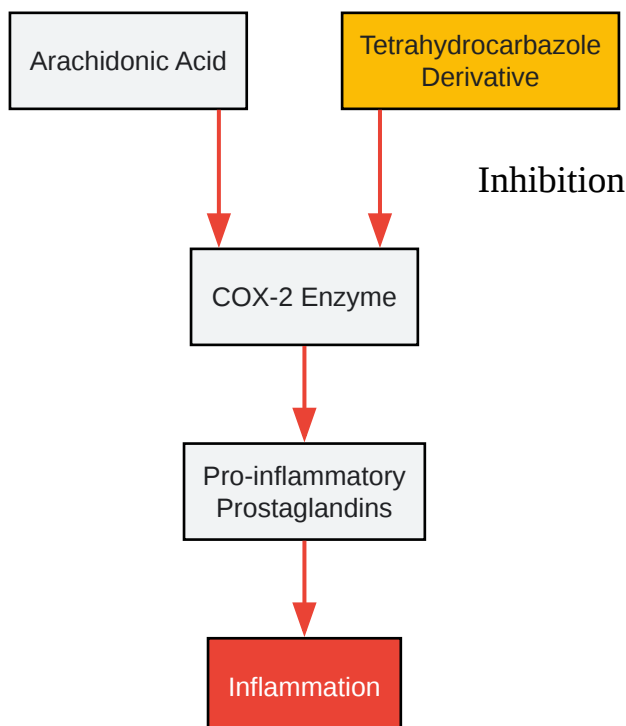 Arachidonic Acid
Tetrahydrocarbazole
Derivative
Inhibition
COX-2 Enzyme
Pro-inflammatory
Prostaglandins
Inflammation